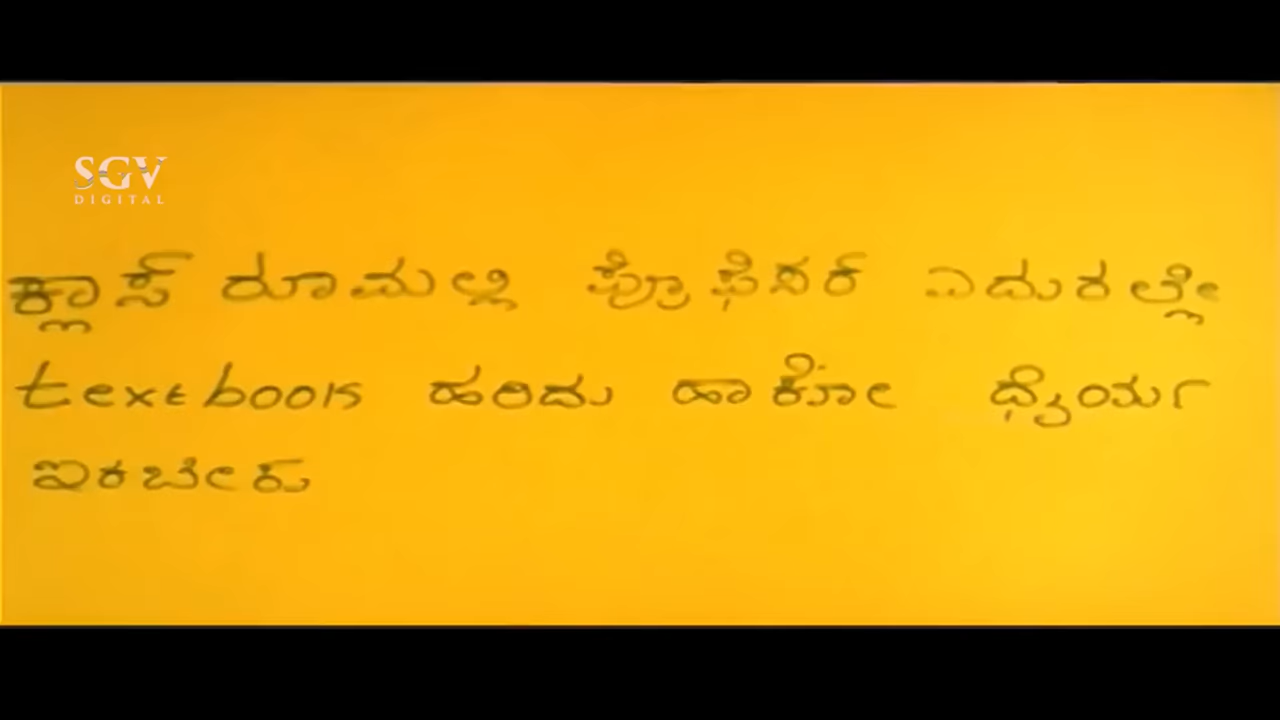 SGV
DIGITAL
ಕ್ಲಾಸ್ ರೂಮಲ್ಲಿ ಪ್ರೊಫೆಸರ್ ಎದುರಲ್ಲೇ
textbook ಹರಿದು ಹಾಕೋ ಧೈರ್ಯ
ಇರಬೇಕು